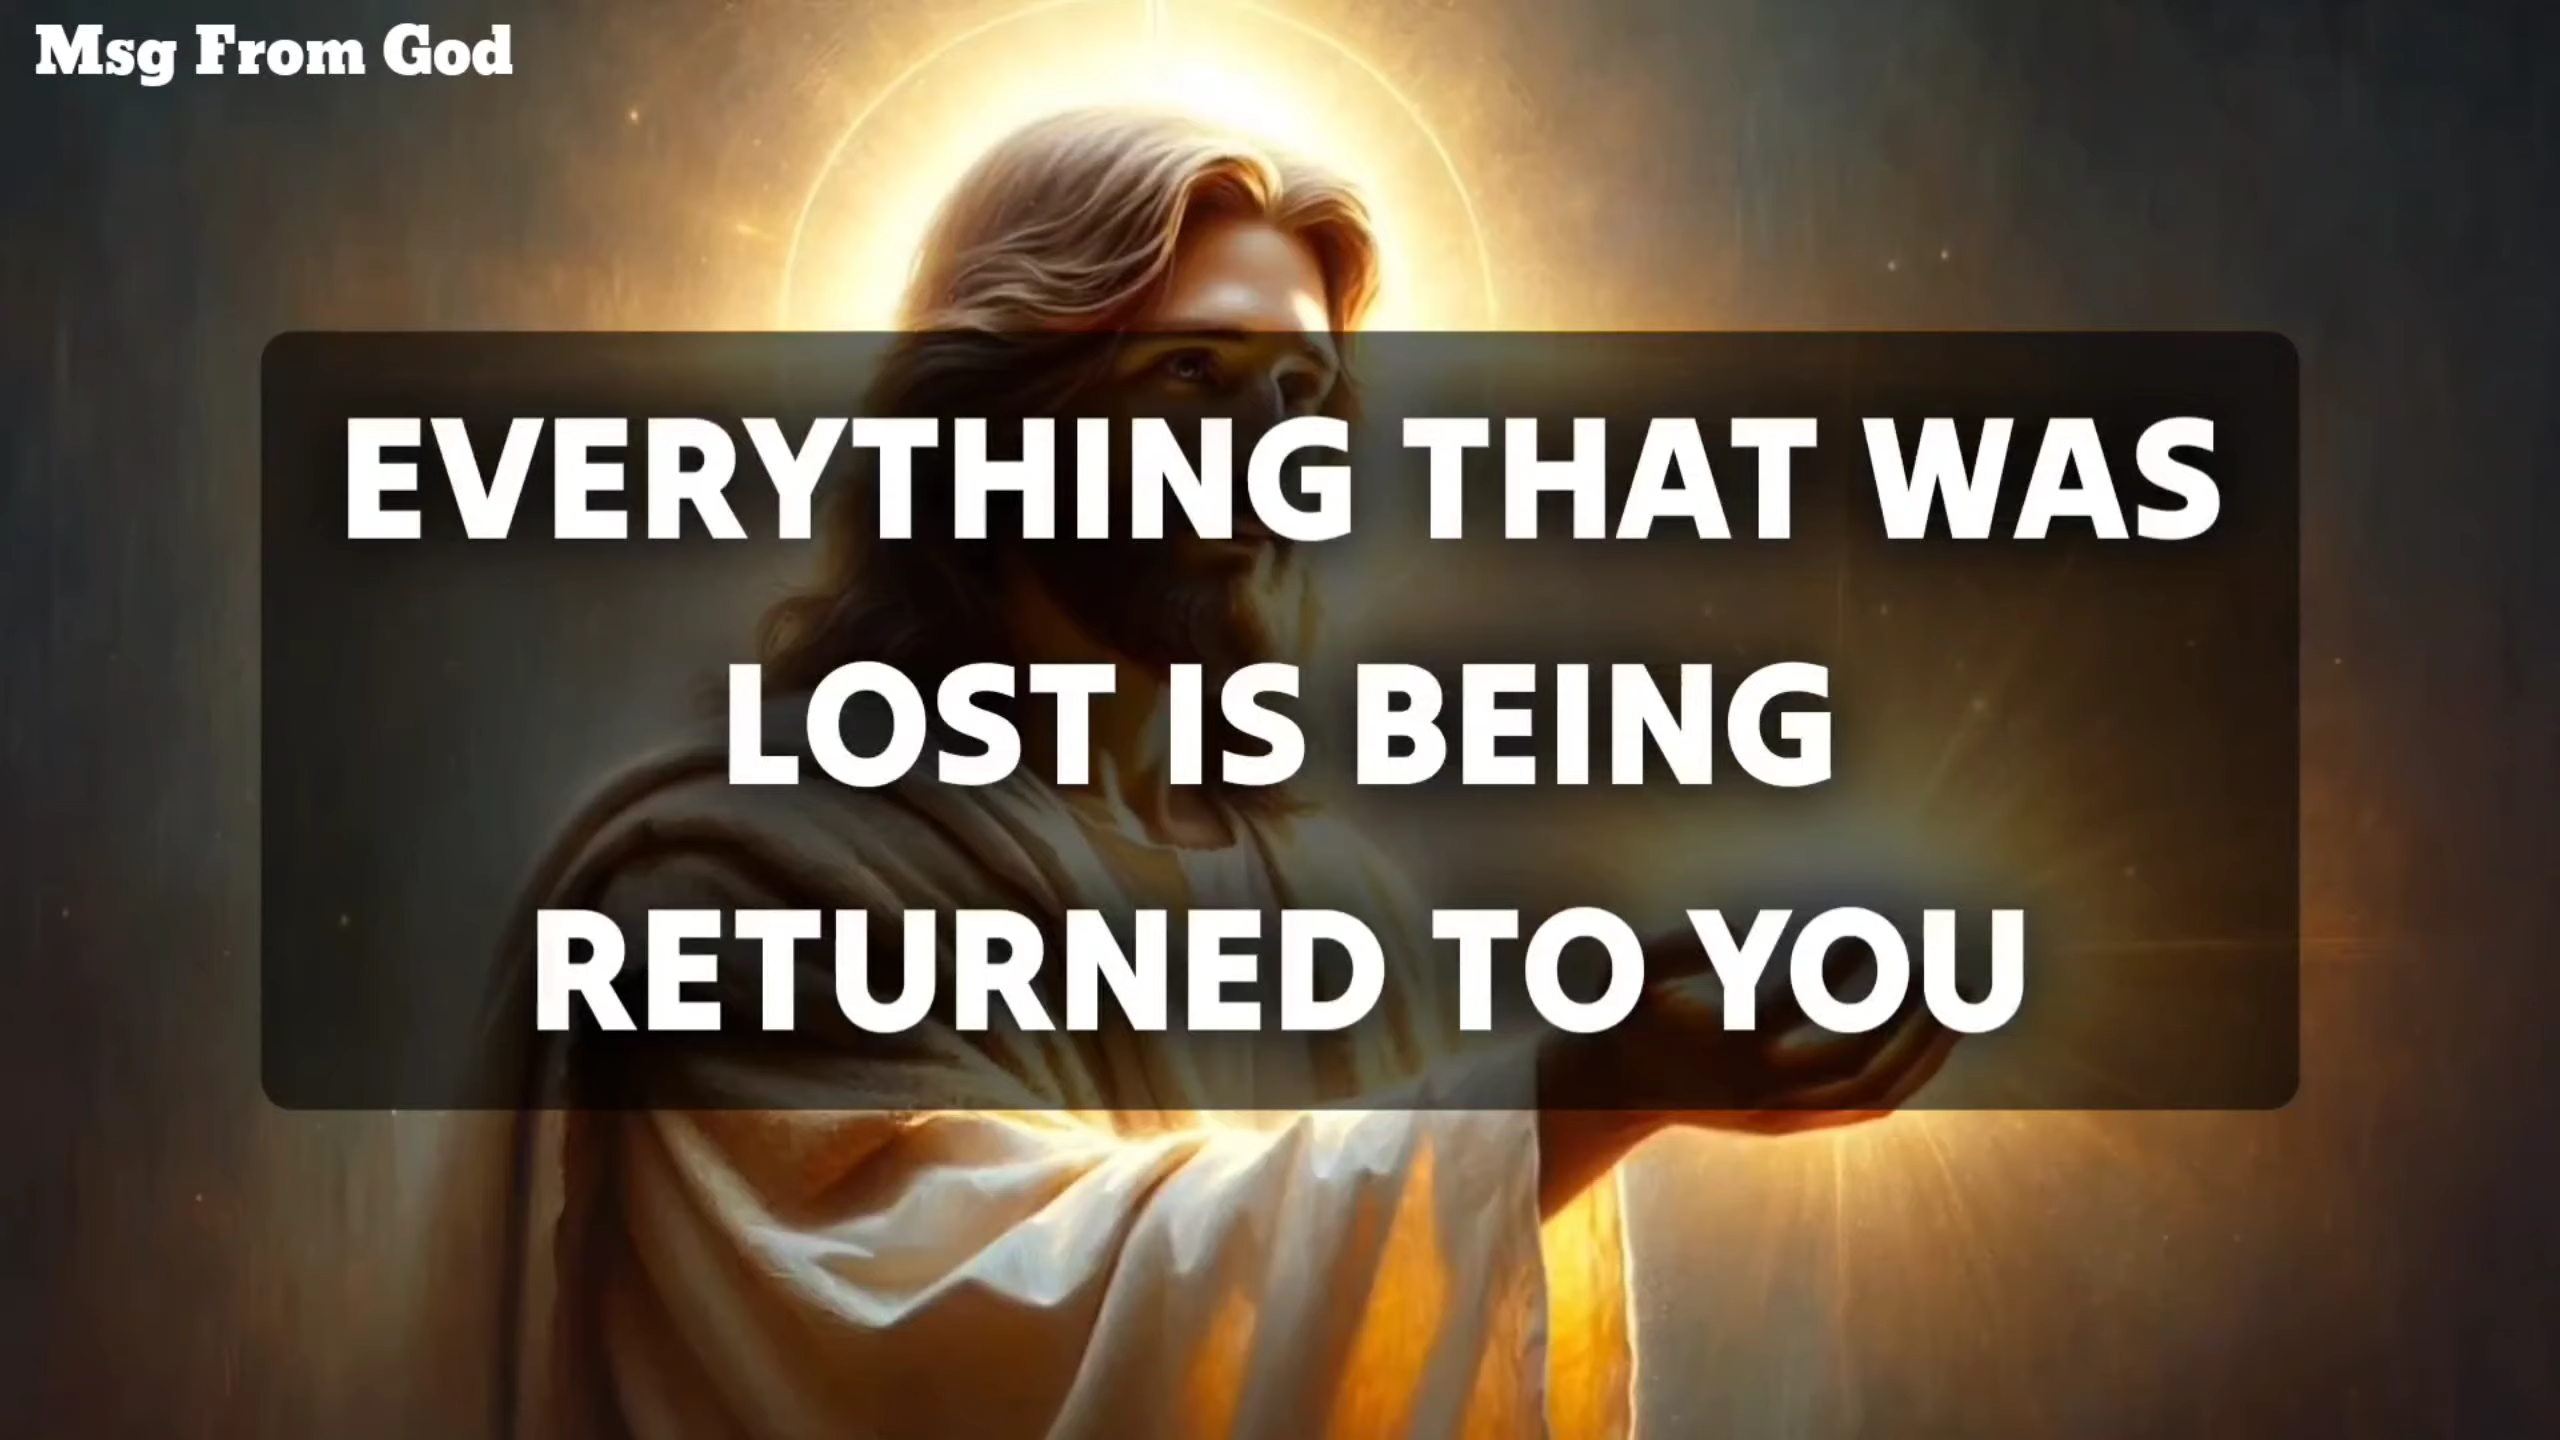 Msg From God
EVERYTHING THAT WAS
LOST IS BEING
RETURNED TO YOU